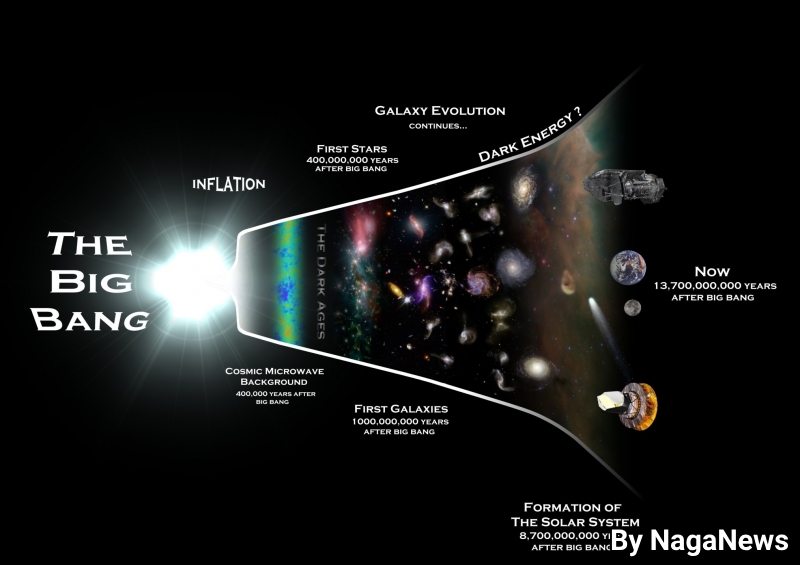 THE
BIG
BANG
INFLATION
COSMIC MICROWAVE
BACKGROUND
400,000 YEARS AFTER
BIG BANG
THE DARK AGES
FIRST STARS
400,000,000 YEARS
AFTER BIG BANG
FIRST GALAXIES
1000,000,000 YEARS
AFTER BIG BANG
GALAXY EVOLUTION
CONTINUES...
DARK ENERGY ?
FORMATION OF
THE SOLAR SYSTEM
8,700,000,000
AFTER BIG BANG
NOW
13,700,000,000 YEARS
AFTER BIG BANG
By NagaNews